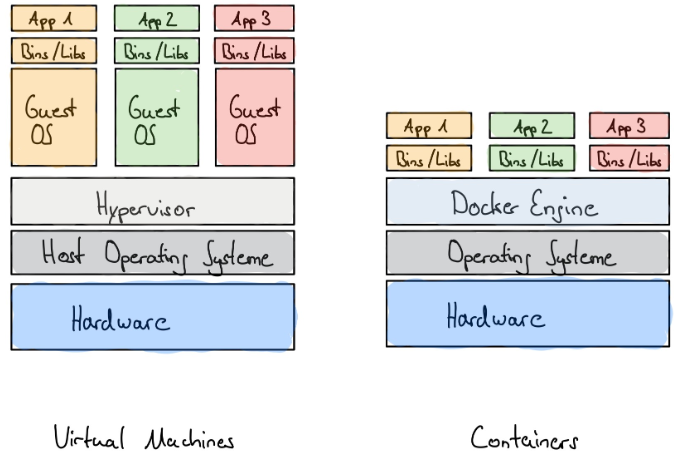 App 1 App 2 App 3
Bins/Libs Bins/Libs Bins/Libs
Guest Guest Guest
OS OS OS
Hypervisor
Host Operating Systeme
Hardware
Virtual Machines
App 1 App 2 App 3
Bins/Libs Bins/Libs Bins/Libs
Docker Engine
Operating Systeme
Hardware
Containers